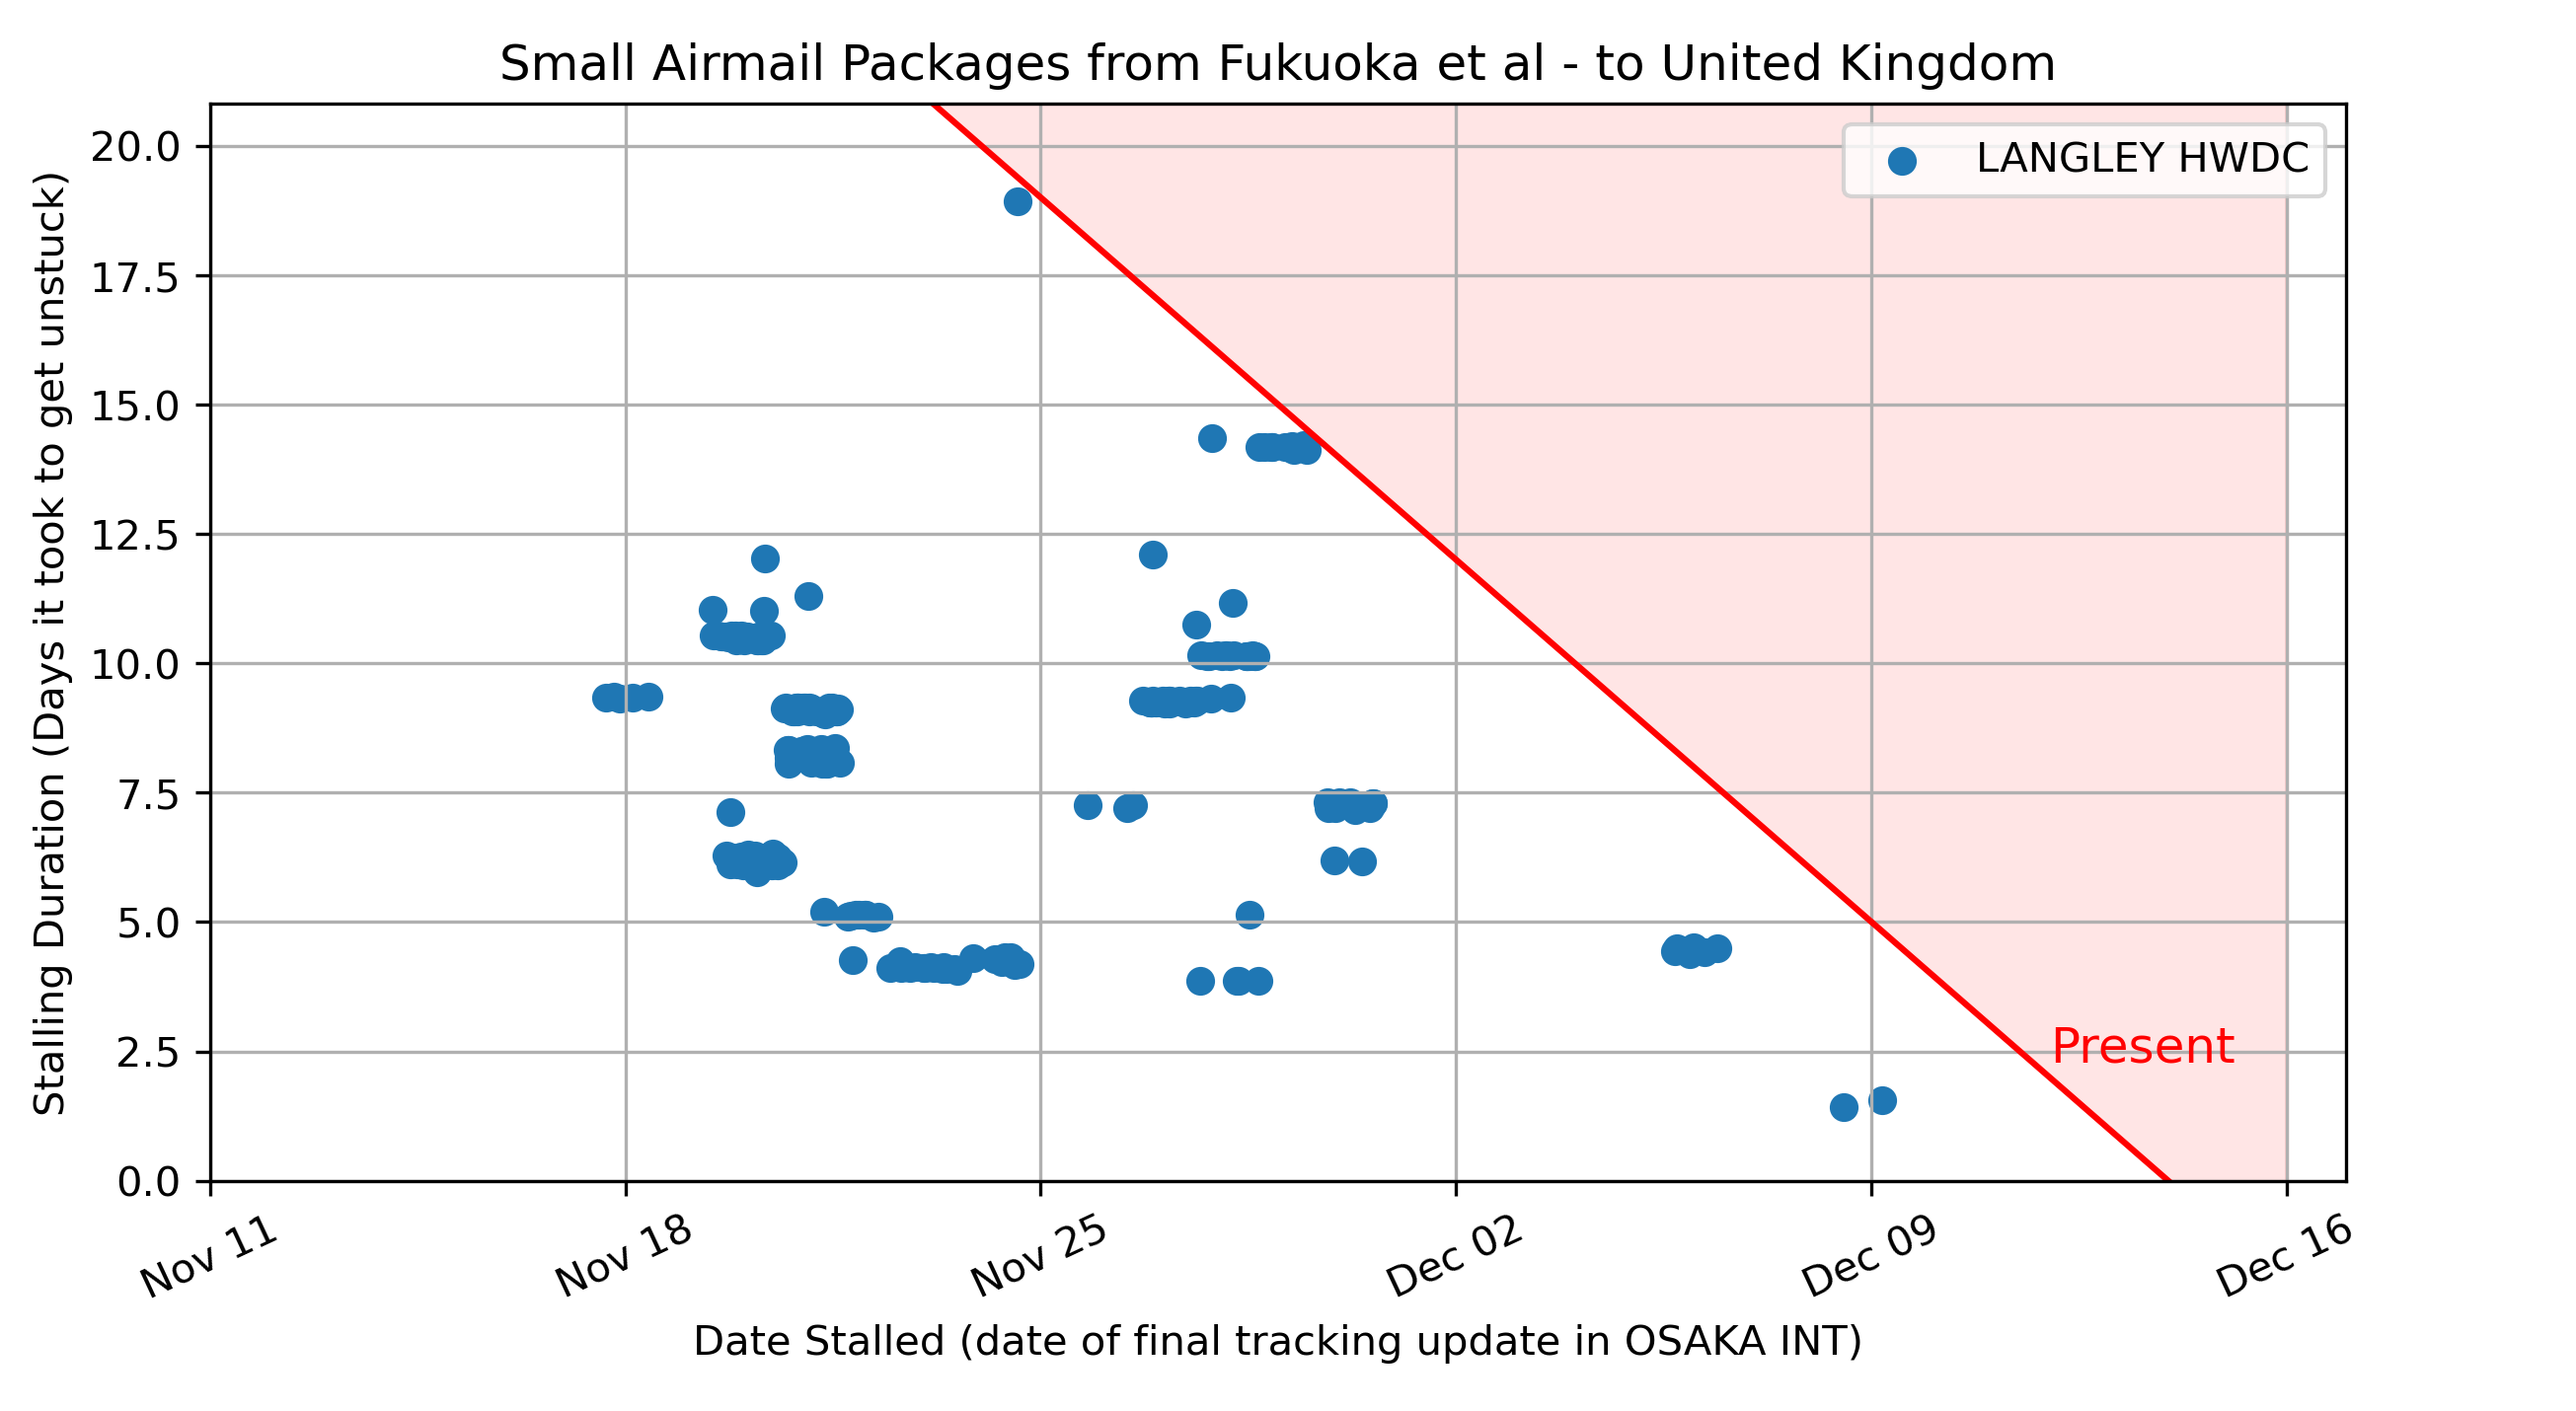 Small Airmail Packages from Fukuoka et al - to United Kingdom
LANGLEY HWDC
Stalling Duration (Days it took to get unstuck)
20.0
17.5
15.0
12.5
10.0
7.5
5.0
2.5
0.0
Present
Nov 11
Nov 18
Nov 25
Dec 02
Dec 09
Dec 16
Date Stalled (date of final tracking update in OSAKA INT)